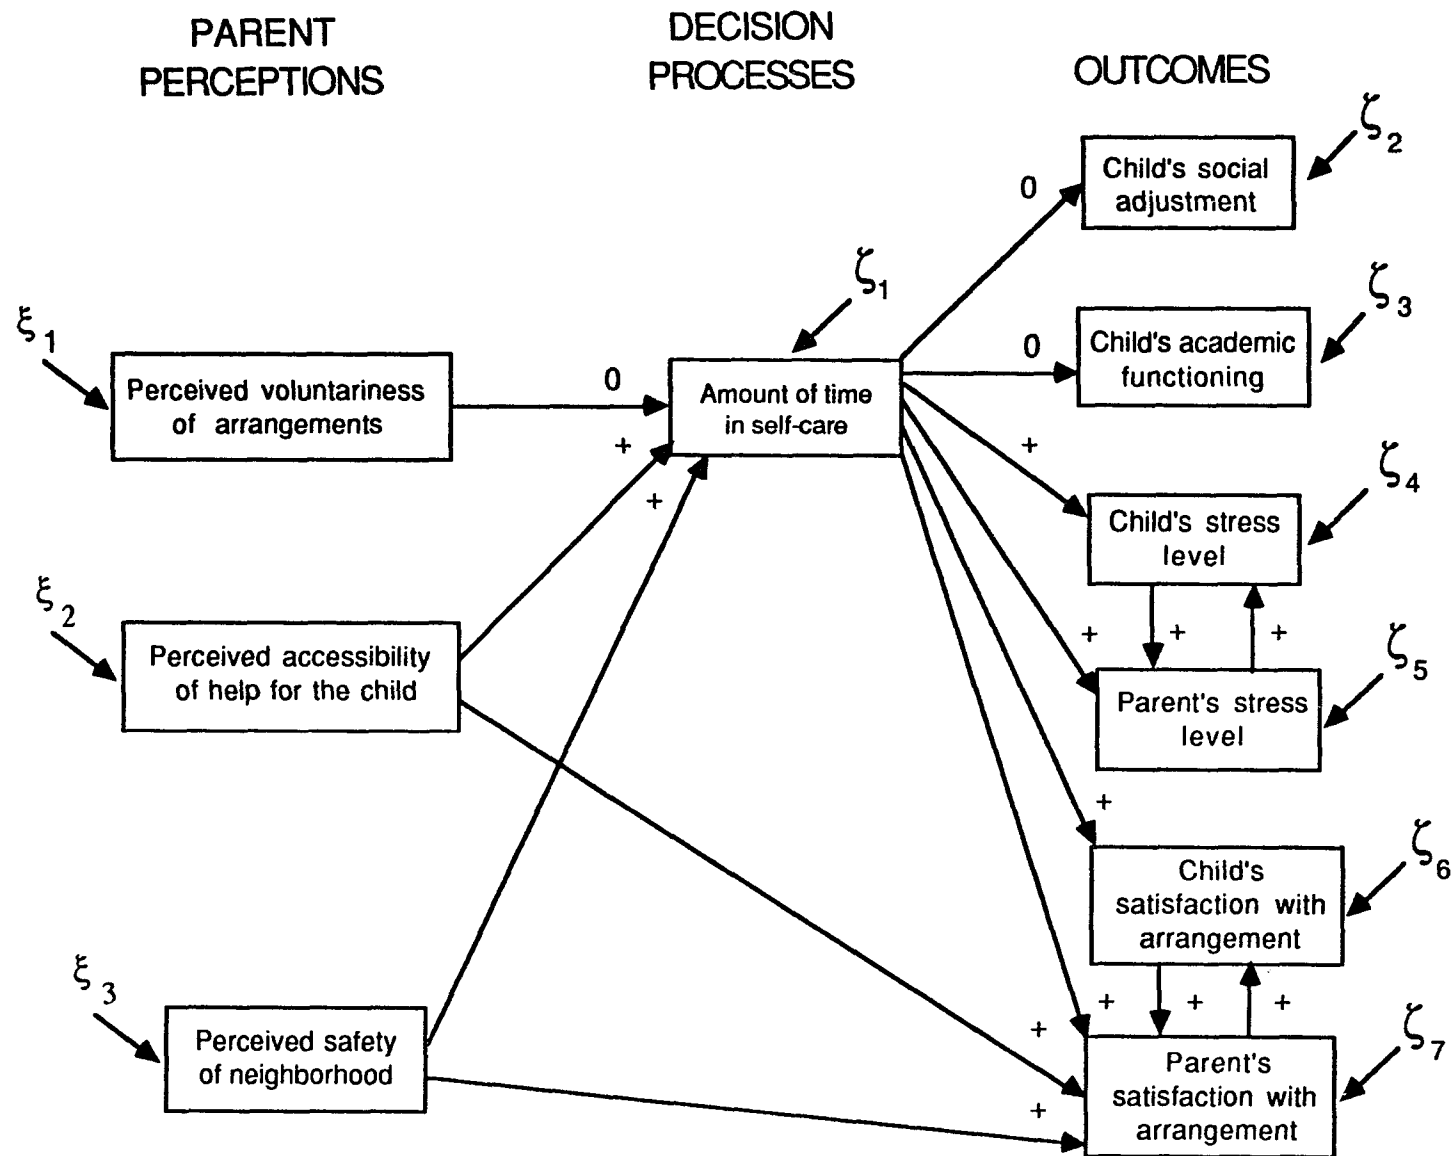 PARENT
PERCEPTIONS
DECISION
PROCESSES
OUTCOMES
ζ2
Child's social
adjustment
0
ζ1
ζ3
Child's academic
functioning
0
ξ1
Perceived voluntariness
of arrangements
0
Amount of time
in self-care
+
+
+
ζ4
Child's stress
level
ξ2
Perceived accessibility
of help for the child
+
+
+
ζ5
Parent's stress
level
+
ζ6
Child's
satisfaction with
arrangement
ξ3
Perceived safety
of neighborhood
+
+
+
+
+
ζ7
Parent's
satisfaction with
arrangement